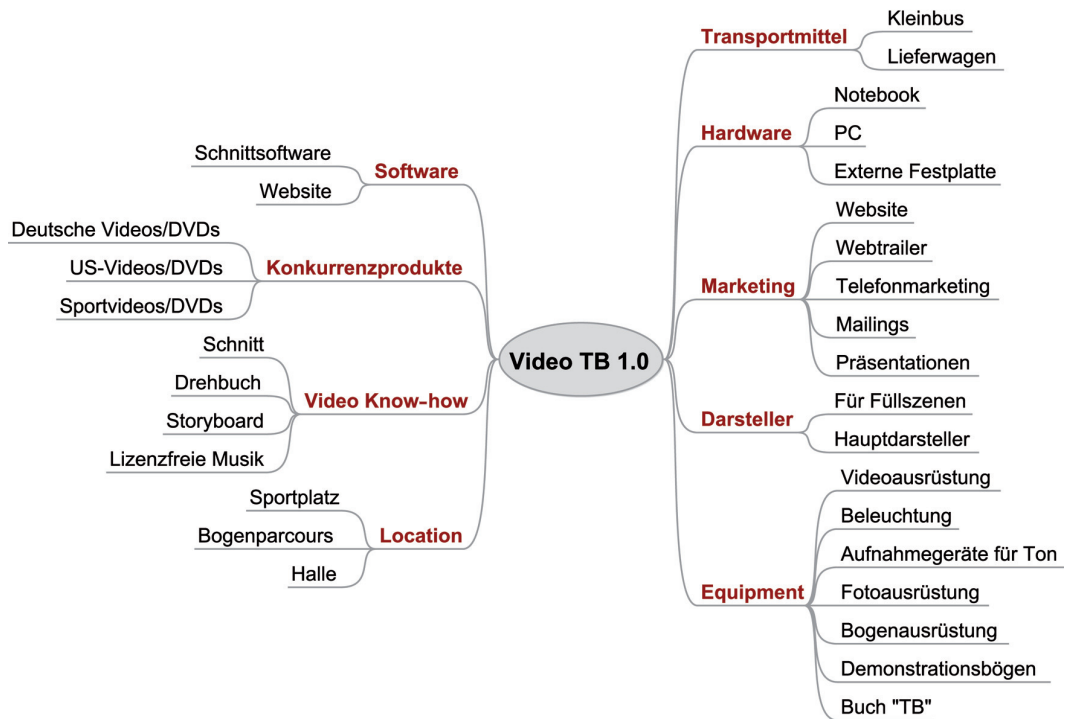 Video TB 1.0
Transportmittel
Kleinbus
Lieferwagen
Hardware
Notebook
PC
Externe Festplatte
Marketing
Website
Webtrailer
Telefonmarketing
Mailings
Präsentationen
Darsteller
Für Füllszenen
Hauptdarsteller
Equipment
Videoausrüstung
Beleuchtung
Aufnahmegeräte für Ton
Fotoausrüstung
Bogenausrüstung
Demonstrationsbögen
Buch "TB"
Software
Schnittsoftware
Website
Konkurrenzprodukte
Deutsche Videos/DVDs
US-Videos/DVDs
Sportvideos/DVDs
Video Know-how
Schnitt
Drehbuch
Storyboard
Lizenzfreie Musik
Location
Sportplatz
Bogenparcours
Halle